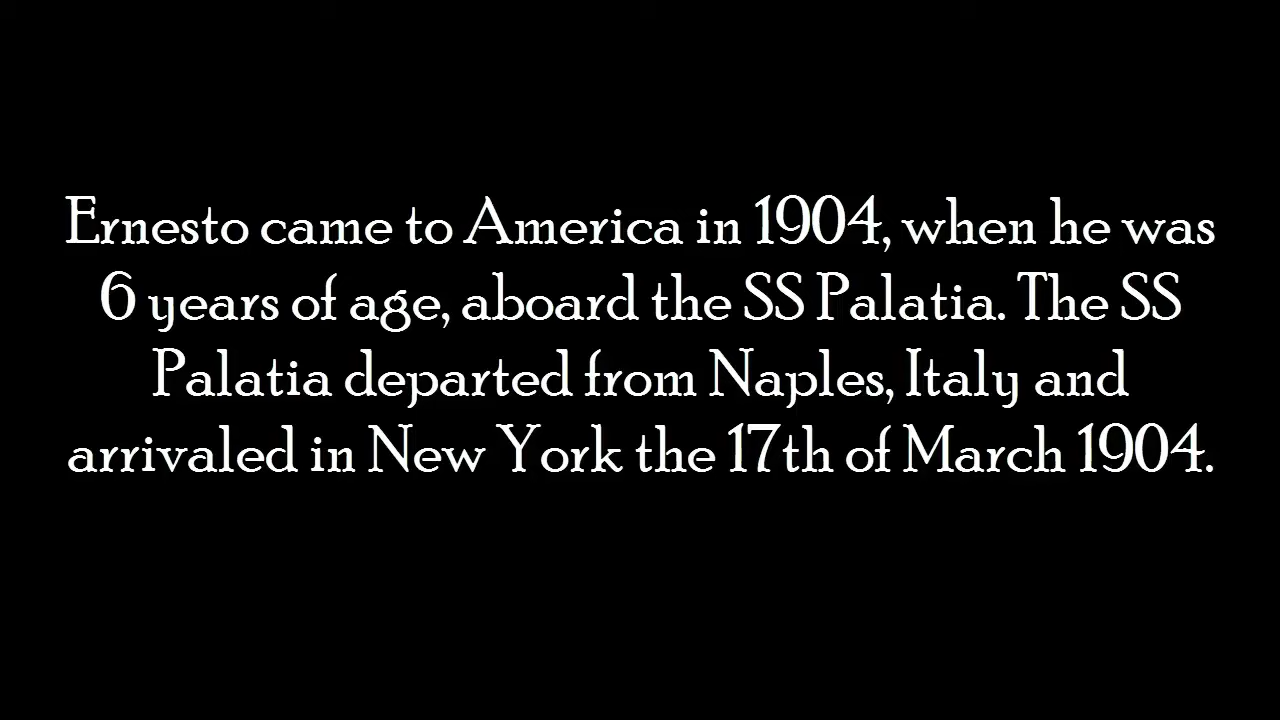 Ernesto came to America in 1904, when he was
6 years of age, aboard the SS Palatia. The SS
Palatia departed from Naples, Italy and
arrivaled in New York the 17th of March 1904.